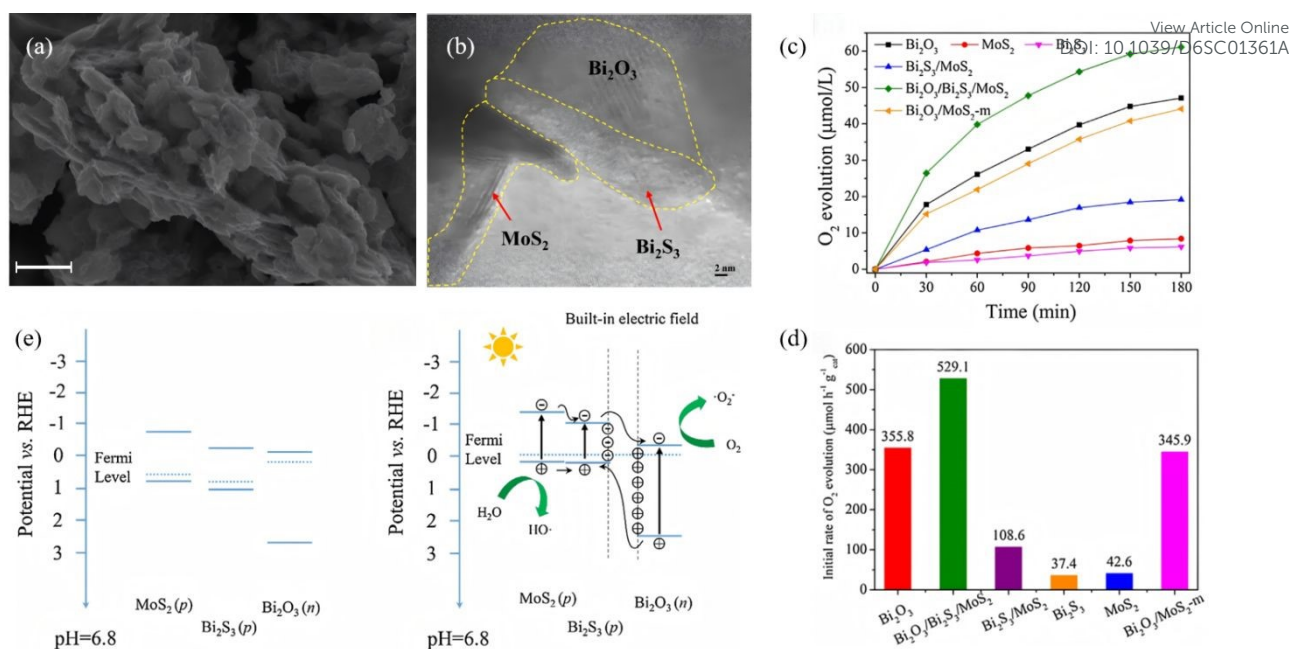 View Article Online
DOI: 10.1039/D6SC01361A
(a)
(b)
Bi₂O₃
MoS₂
Bi₂S₃
2 nm
(c)
Bi₂O₃
MoS₂
Bi₂S₃
Bi₂S₃/MoS₂
Bi₂O₃/Bi₂S₃/MoS₂
Bi₂O₃/MoS₂-m
O₂ evolution (μmol/L)
60
50
40
30
20
10
0
0 30 60 90 120 150 180
Time (min)
(e)
Potential vs. RHE
-3
-2
-1
0
1
2
3
Fermi
Level
MoS₂ (p)
Bi₂S₃ (p)
Bi₂O₃ (n)
pH=6.8
Built-in electric field
Potential vs. RHE
-3
-2
-1
0
1
2
3
Fermi
Level
H₂O
HO·
·O₂⁻
O₂
MoS₂ (p)
Bi₂S₃ (p)
Bi₂O₃ (n)
pH=6.8
(d)
Initial rate of O₂ evolution (μmol h⁻¹ g⁻¹cat)
600
500
400
300
200
100
0
355.8
529.1
108.6
37.4
42.6
345.9
Bi₂O₃
Bi₂O₃/Bi₂S₃/MoS₂
Bi₂S₃/MoS₂
Bi₂S₃
MoS₂
Bi₂O₃/MoS₂-m